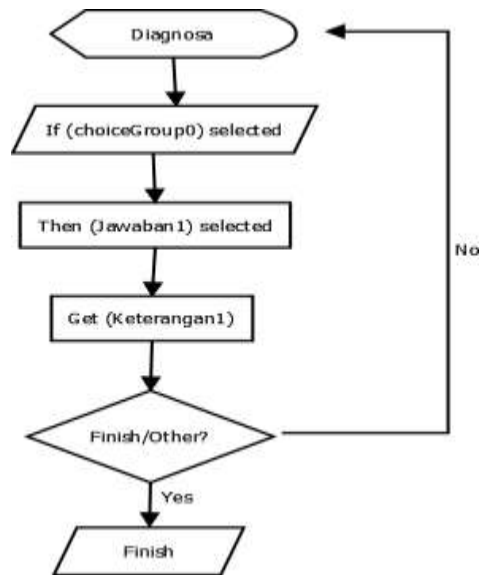 Diagnosa
If (choiceGroup0) selected
Then (Jawaban1) selected
No
Get (Keterangan1)
Finish/Other?
Yes
Finish